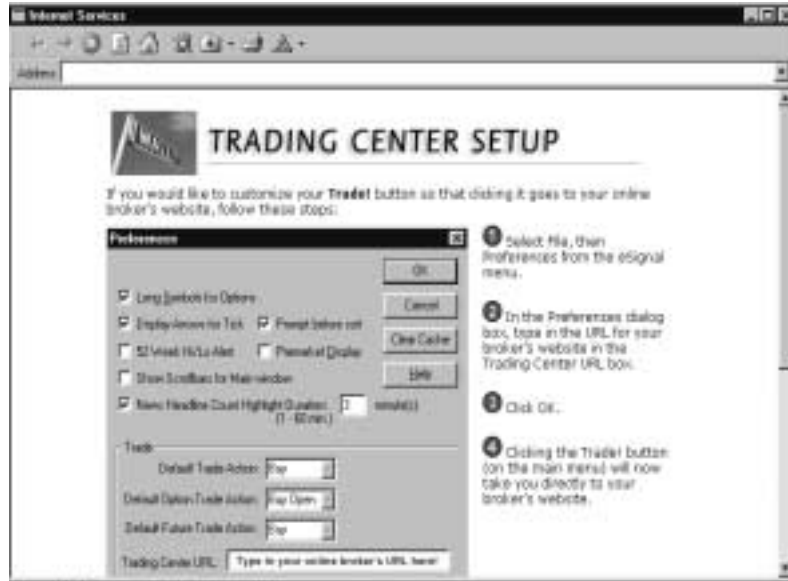 Internet Services
Address
TRADING CENTER SETUP
If you would like to customize your Trade! button so that clicking it goes to your online
broker's website, follow these steps:
Preferences
OK
Long Symbols for Options
Cancel
Display Arrows for Tick
Prompt before exit
Clear Cache
52 Week Hi/Lo Alert
Premarket Display
Help
Show Scrollbars for Main window
News Headline Count Highlight Duration:
minute(s)
(1 - 60 min.)
Trade
Default Trade Action: Buy
Default Option Trade Action: Buy Open
Default Future Trade Action: Buy
Trading Center URL: Type in your online broker's URL here!
1 Select File, then
Preferences from the eSignal
menu.
2 In the Preferences dialog
box, type in the URL for your
broker's website in the
Trading Center URL box.
3 Click OK.
4 Clicking the Trade! button
(on the main menu) will now
take you directly to your
broker's website.